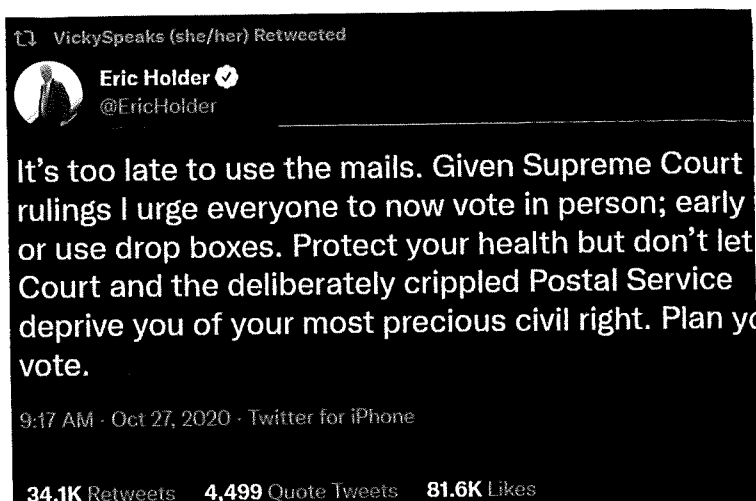 VickySpeaks (she/her) Retweeted
Eric Holder
@EricHolder
It's too late to use the mails. Given Supreme Court
rulings I urge everyone to now vote in person; early
or use drop boxes. Protect your health but don't let
Court and the deliberately crippled Postal Service
deprive you of your most precious civil right. Plan yo
vote.
9:17 AM · Oct 27, 2020 · Twitter for iPhone
34.1K Retweets 4,499 Quote Tweets 81.6K Likes